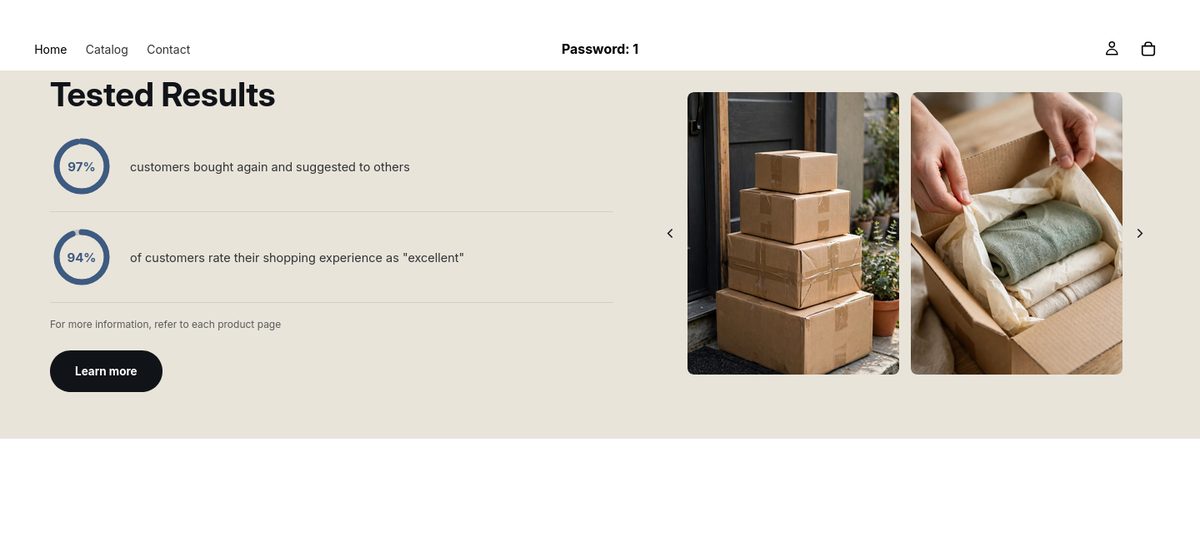 Home Catalog Contact
Password: 1
Tested Results
97%
customers bought again and suggested to others
94%
of customers rate their shopping experience as "excellent"
For more information, refer to each product page
Learn more